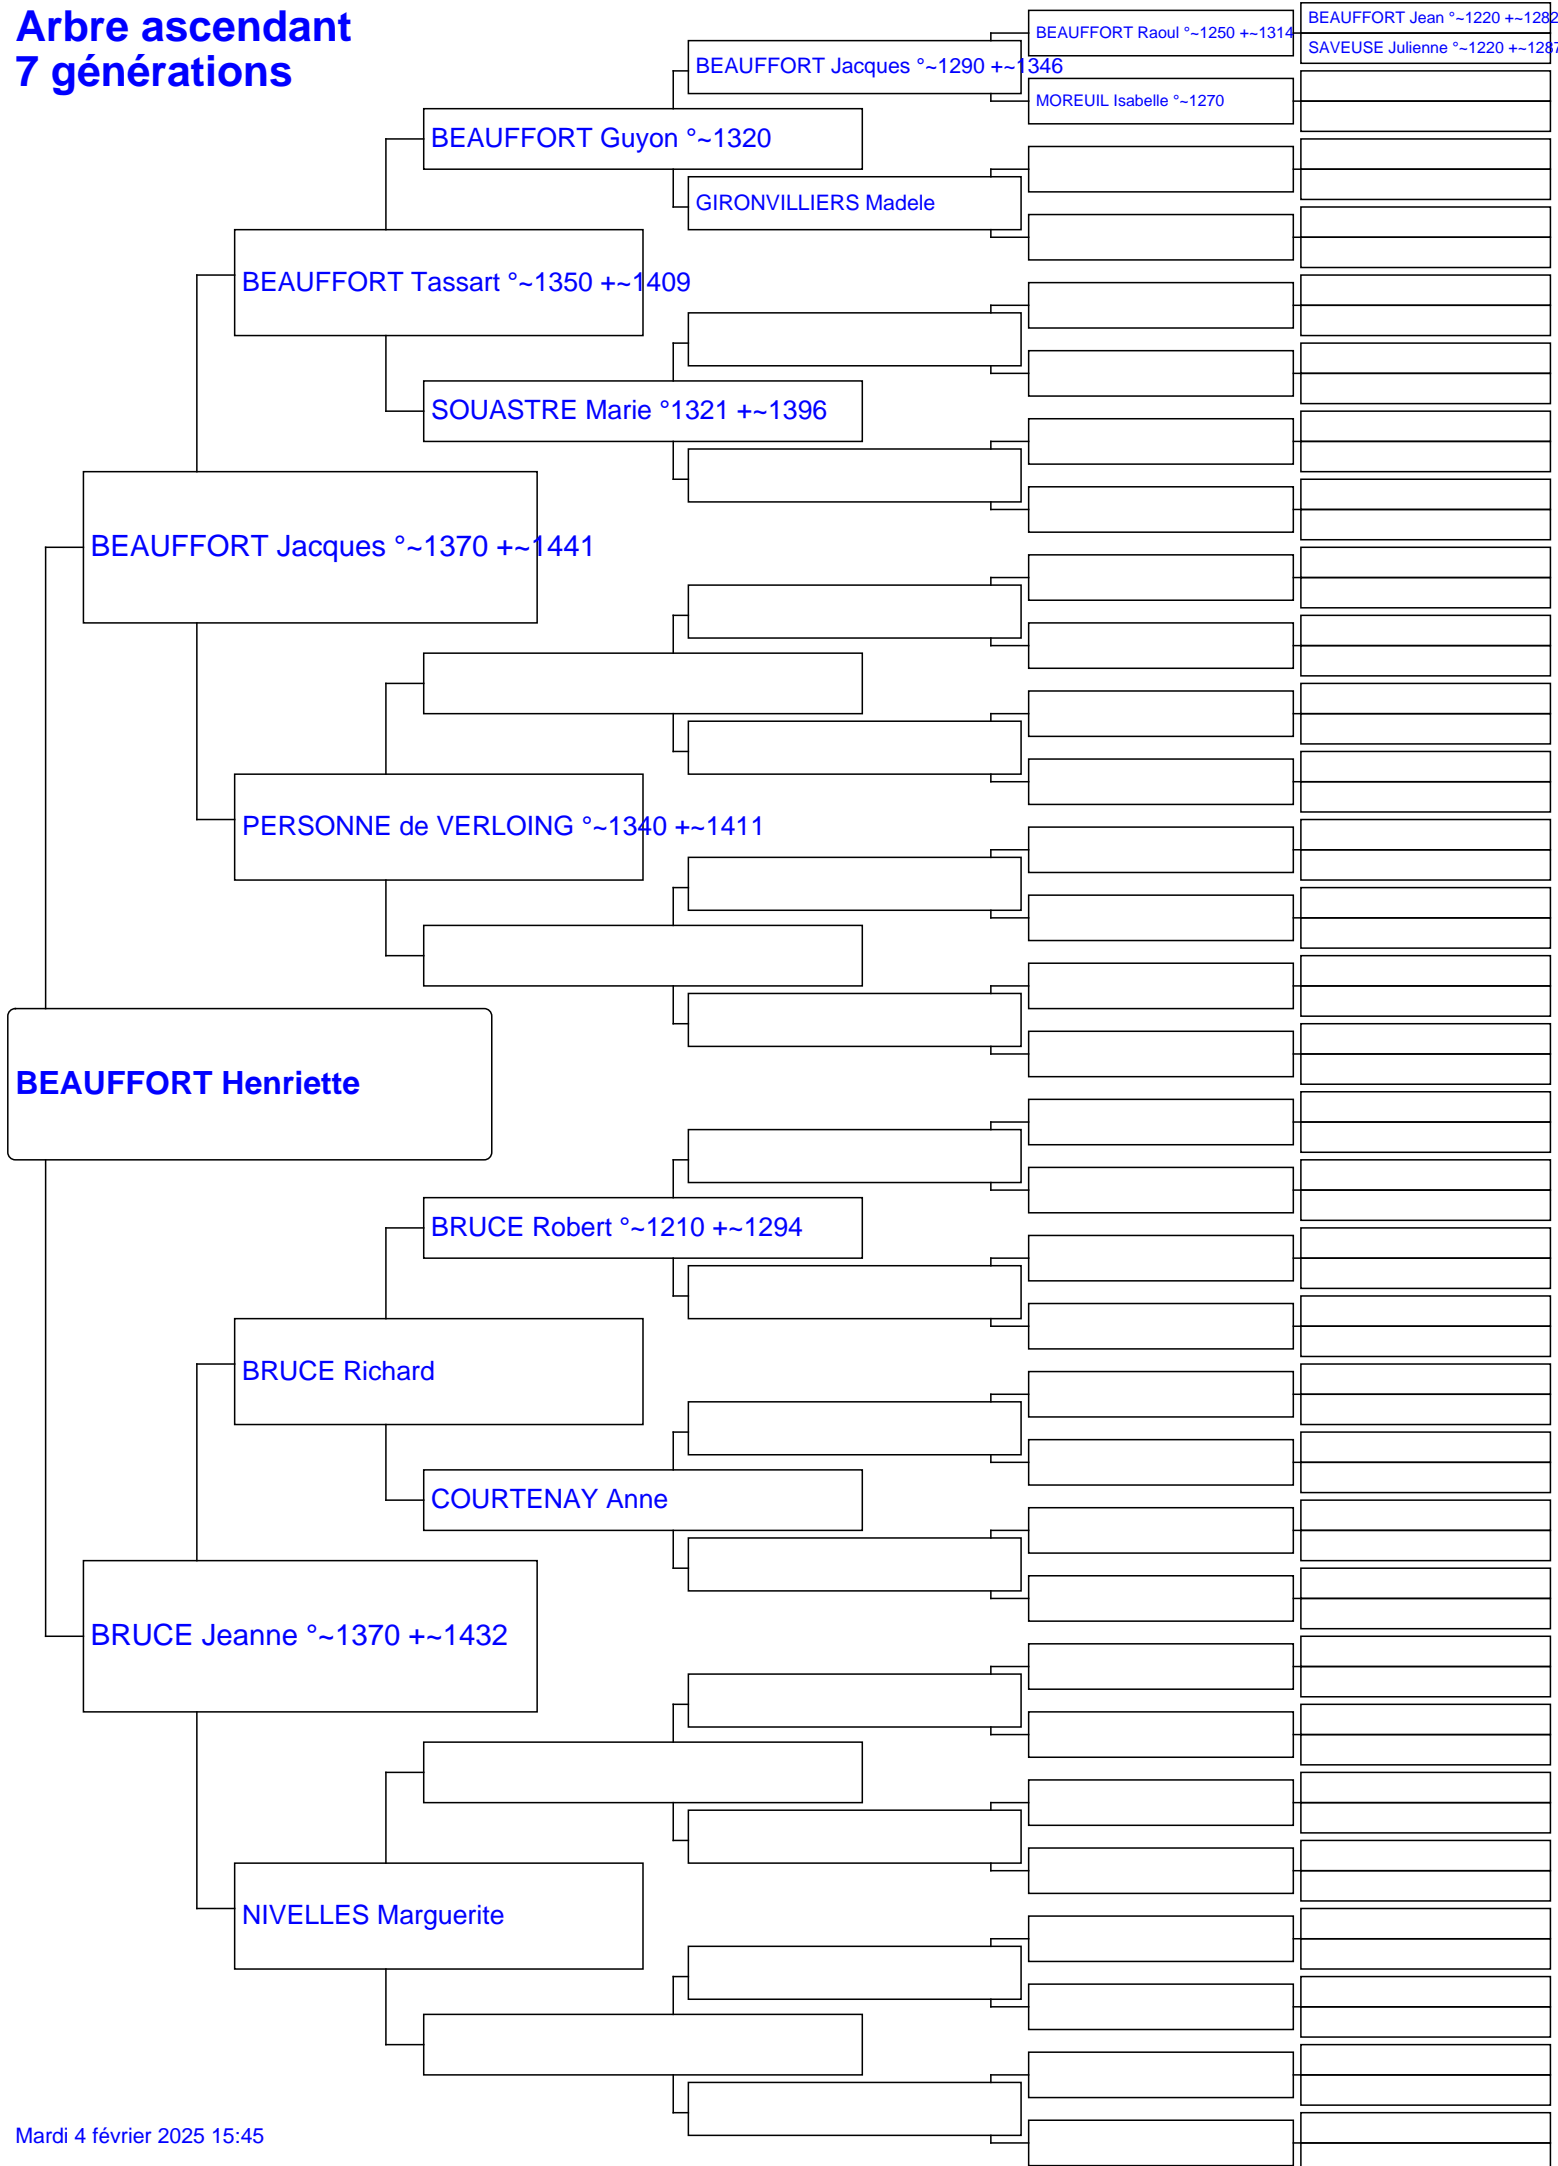 Arbre ascendant
7 générations
BEAUFFORT Jean °~1220 +~1282
BEAUFFORT Raoul °~1250 +~1314
SAVEUSE Julienne °~1220 +~1287
BEAUFFORT Jacques °~1290 +~1346
MOREUIL Isabelle °~1270
BEAUFFORT Guyon °~1320
GIRONVILLIERS Madele
BEAUFFORT Tassart °~1350 +~1409
SOUASTRE Marie °1321 +~1396
BEAUFFORT Jacques °~1370 +~1441
PERSONNE de VERLOING °~1340 +~1411
BEAUFFORT Henriette
BRUCE Robert °~1210 +~1294
BRUCE Richard
COURTENAY Anne
BRUCE Jeanne °~1370 +~1432
NIVELLES Marguerite
Mardi 4 février 2025 15:45